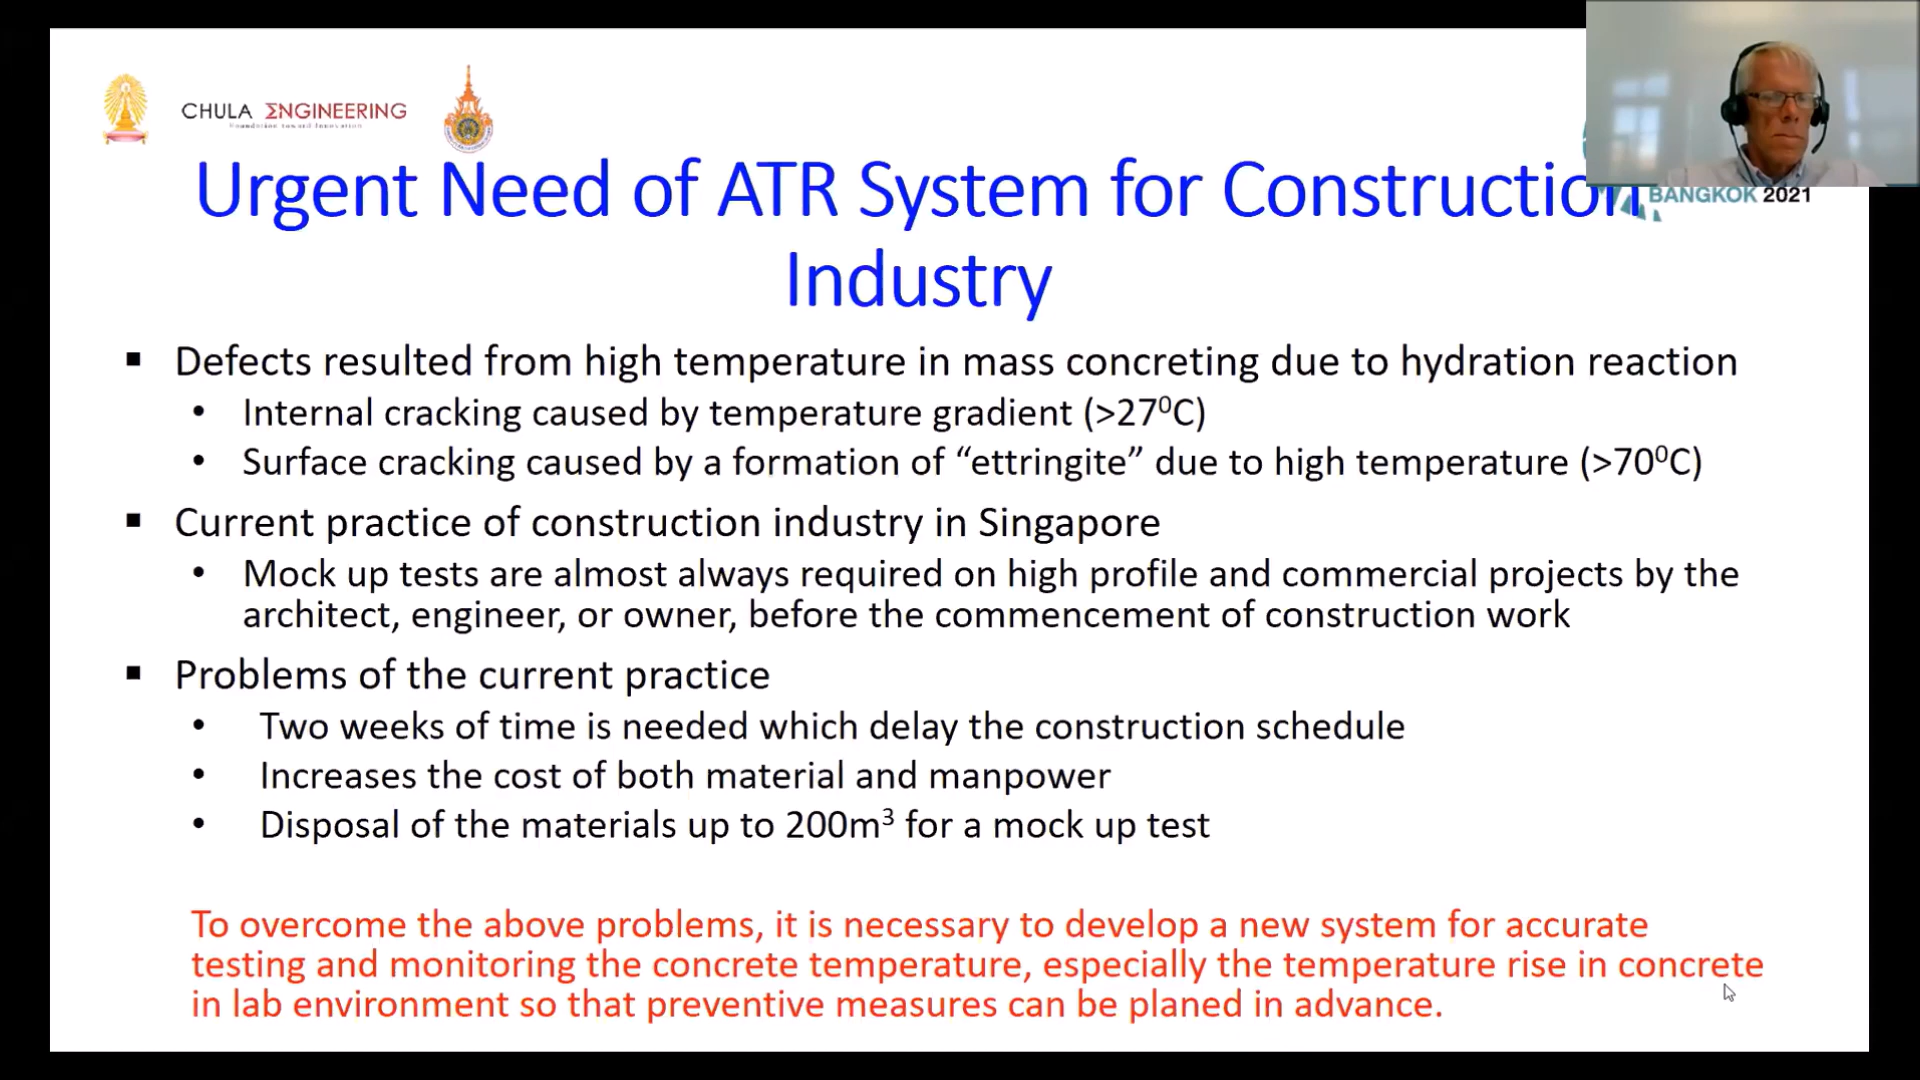 CHULA ΣNGINEERING
Foundation toward Innovation
Urgent Need of ATR System for Construction
BANGKOK 2021
Industry
▪ Defects resulted from high temperature in mass concreting due to hydration reaction
• Internal cracking caused by temperature gradient (>27⁰C)
• Surface cracking caused by a formation of “ettringite” due to high temperature (>70⁰C)
▪ Current practice of construction industry in Singapore
• Mock up tests are almost always required on high profile and commercial projects by the
architect, engineer, or owner, before the commencement of construction work
▪ Problems of the current practice
• Two weeks of time is needed which delay the construction schedule
• Increases the cost of both material and manpower
• Disposal of the materials up to 200m³ for a mock up test
To overcome the above problems, it is necessary to develop a new system for accurate
testing and monitoring the concrete temperature, especially the temperature rise in concrete
in lab environment so that preventive measures can be planed in advance.